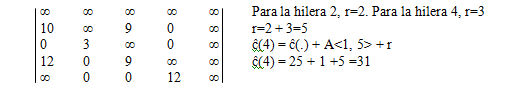 ∞ ∞ ∞ ∞ ∞ Para la hilera 2, r=2. Para la hilera 4, r=3
10 ∞ 9 0 ∞ r=2 + 3=5
0 3 ∞ 0 ∞ ĉ(4) = ĉ(.) + A<1, 5> + r
12 0 9 ∞ ∞ ĉ(4) = 25 + 1 +5 =31
∞ 0 0 12 ∞